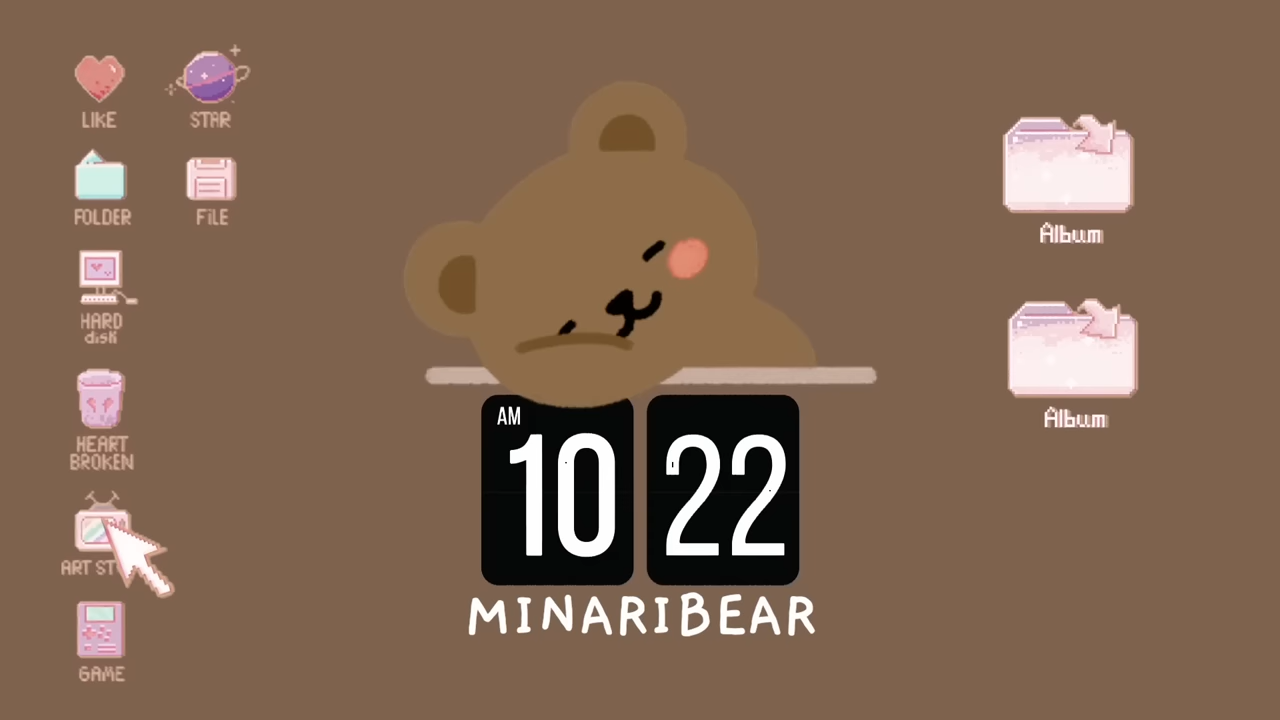 LIKE
STAR
FOLDER
FiLE
HARD
diSK
HEART
BROKEN
ART ST
GAME
Album
Album
AM
10 22
MINARIBEAR